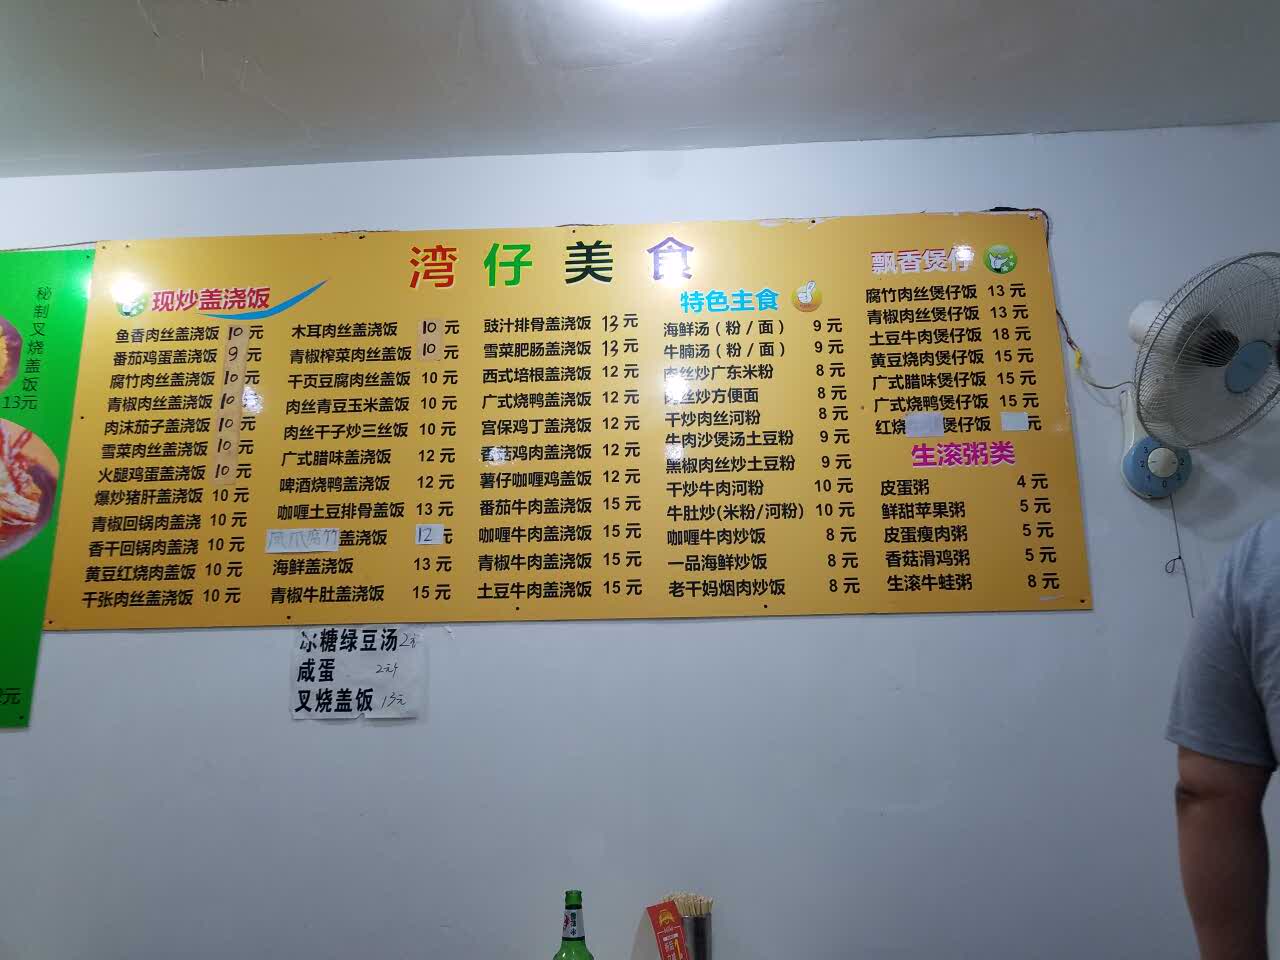 湾仔美食
现炒盖浇饭
鱼香肉丝盖浇饭 10元
番茄鸡蛋盖浇饭 9元
腐竹肉丝盖浇饭 10元
青椒肉丝盖浇饭 10元
肉沫茄子盖浇饭 10元
雪菜肉丝盖浇饭 10元
火腿鸡蛋盖浇饭 10元
爆炒猪肝盖浇饭 10元
青椒回锅肉盖浇 10元
香干回锅肉盖浇 10元
黄豆红烧肉盖饭 10元
千张肉丝盖浇饭 10元
木耳肉丝盖浇饭 10元
青椒榨菜肉丝盖饭 10元
千页豆腐肉丝盖饭 10元
肉丝青豆玉米盖饭 10元
肉丝干子炒三丝饭 10元
广式腊味盖浇饭 12元
啤酒烧鸭盖浇饭 12元
咖喱土豆排骨盖饭 13元
凤爪腐竹盖浇饭 12元
海鲜盖浇饭 13元
青椒牛肚盖浇饭 15元
豉汁排骨盖浇饭 13元
雪菜肥肠盖浇饭 13元
西式培根盖浇饭 12元
广式烧鸭盖浇饭 12元
宫保鸡丁盖浇饭 12元
香菇鸡肉盖浇饭 12元
薯仔咖喱鸡盖饭 12元
番茄牛肉盖浇饭 15元
咖喱牛肉盖浇饭 15元
青椒牛肉盖浇饭 15元
土豆牛肉盖浇饭 15元
特色主食
海鲜汤（粉/面） 9元
牛腩汤（粉/面） 9元
肉丝炒广东米粉 8元
肉丝炒方便面 8元
干炒肉丝河粉 8元
牛肉沙煲汤土豆粉 9元
黑椒肉丝炒土豆粉 9元
干炒牛肉河粉 10元
牛肚炒(米粉/河粉) 10元
咖喱牛肉炒饭 8元
一品海鲜炒饭 8元
老干妈烟肉炒饭 8元
飘香煲仔
腐竹肉丝煲仔饭 13元
青椒肉丝煲仔饭 13元
土豆牛肉煲仔饭 18元
黄豆烧肉煲仔饭 15元
广式腊味煲仔饭 15元
广式烧鸭煲仔饭 15元
红烧 煲仔饭 元
生滚粥类
皮蛋粥 4元
鲜甜苹果粥 5元
皮蛋瘦肉粥 5元
香菇滑鸡粥 5元
生滚牛蛙粥 8元
秘制叉烧盖饭
13元
元
冰糖绿豆汤 2元
咸蛋 2元
叉烧盖饭 13元